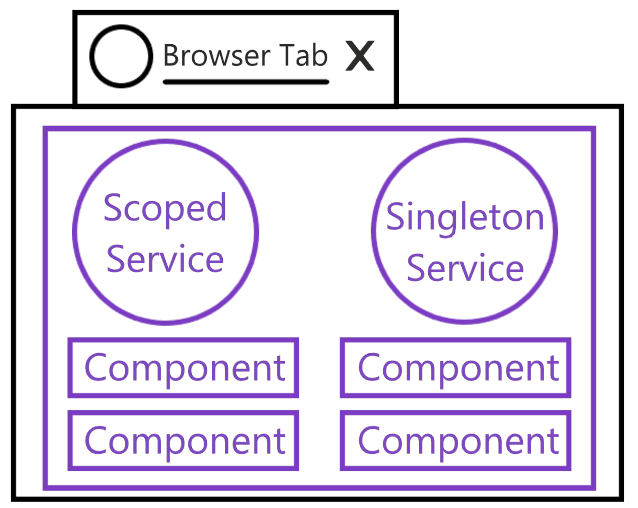 Browser Tab X
Scoped
Service
Singleton
Service
Component
Component
Component
Component